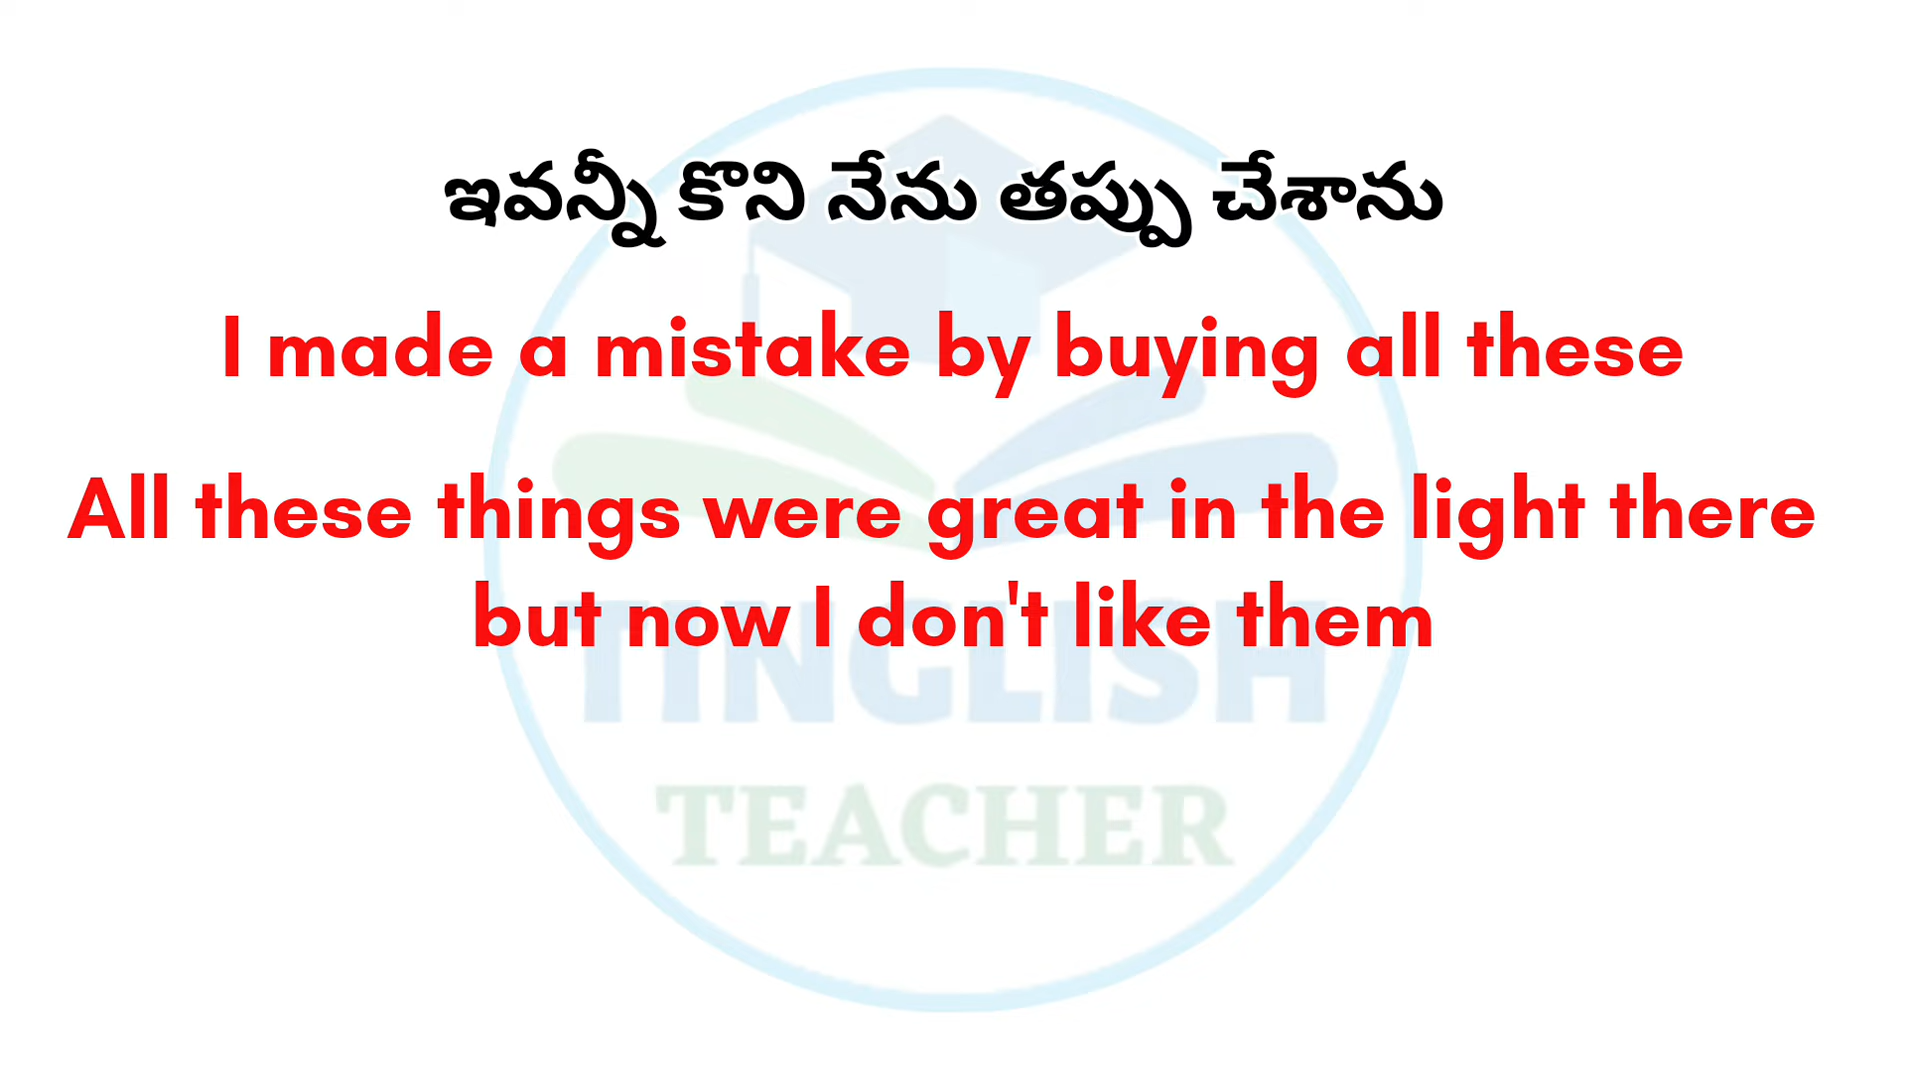 ఇవన్నీ కొని నేను తప్పు చేశాను
I made a mistake by buying all these
All these things were great in the light there
but now I don't like them
TINGLISH
TEACHER